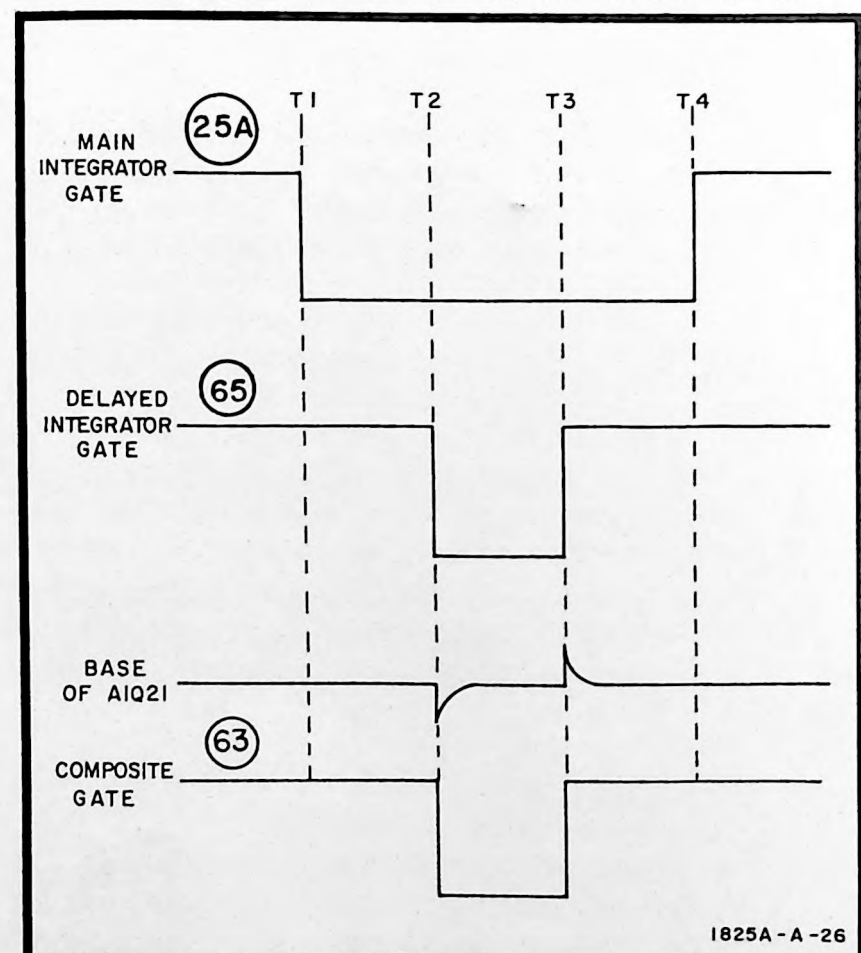 T1 T2 T3 T4
25A
MAIN
INTEGRATOR
GATE
65
DELAYED
INTEGRATOR
GATE
BASE
OF A1Q21
63
COMPOSITE
GATE
1825A-A-26